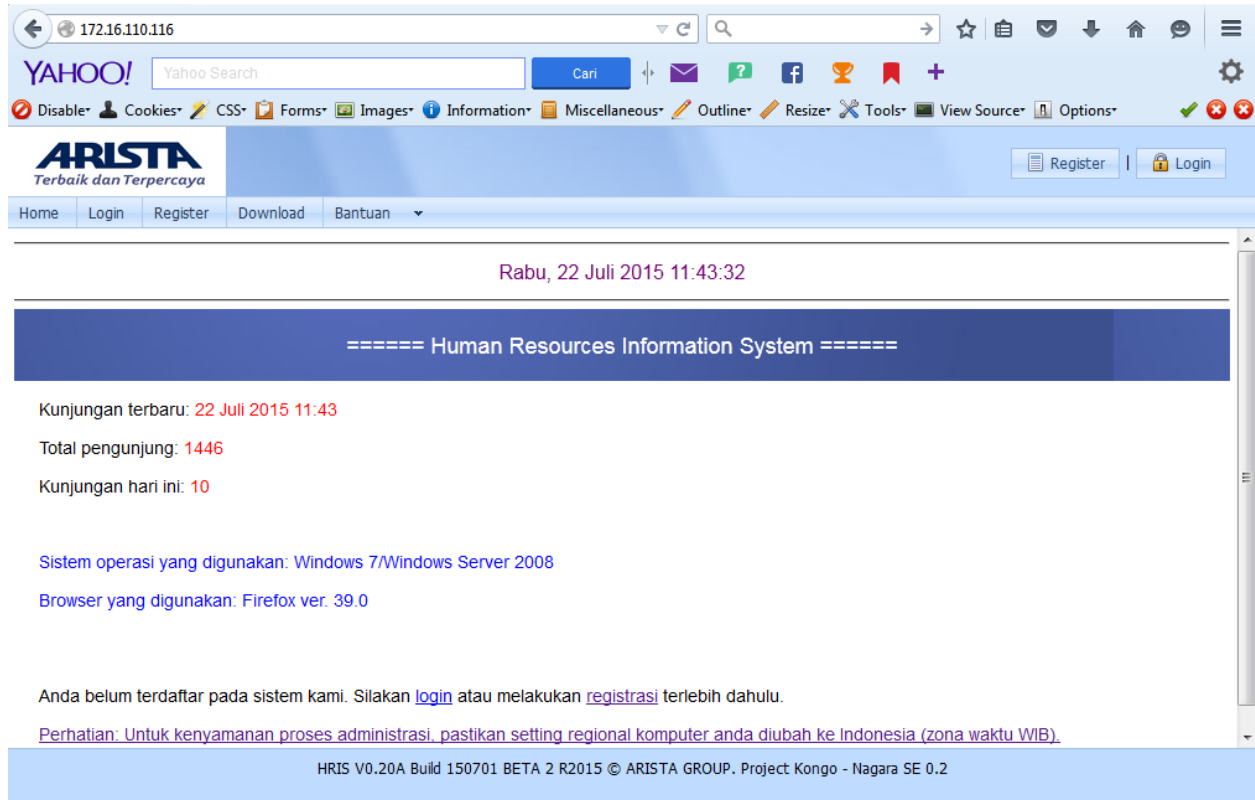 172.16.110.116
YAHOO! Yahoo Search Cari
Disable Cookies CSS Forms Images Information Miscellaneous Outline Resize Tools View Source Options
ARISTA
Terbaik dan Terpercaya
Register | Login
Home Login Register Download Bantuan
Rabu, 22 Juli 2015 11:43:32
====== Human Resources Information System ======
Kunjungan terbaru: 22 Juli 2015 11:43
Total pengunjung: 1446
Kunjungan hari ini: 10
Sistem operasi yang digunakan: Windows 7/Windows Server 2008
Browser yang digunakan: Firefox ver. 39.0
Anda belum terdaftar pada sistem kami. Silakan login atau melakukan registrasi terlebih dahulu.
Perhatian: Untuk kenyamanan proses administrasi, pastikan setting regional komputer anda diubah ke Indonesia (zona waktu WIB).
HRIS V0.20A Build 150701 BETA 2 R2015 © ARISTA GROUP. Project Kongo - Nagara SE 0.2